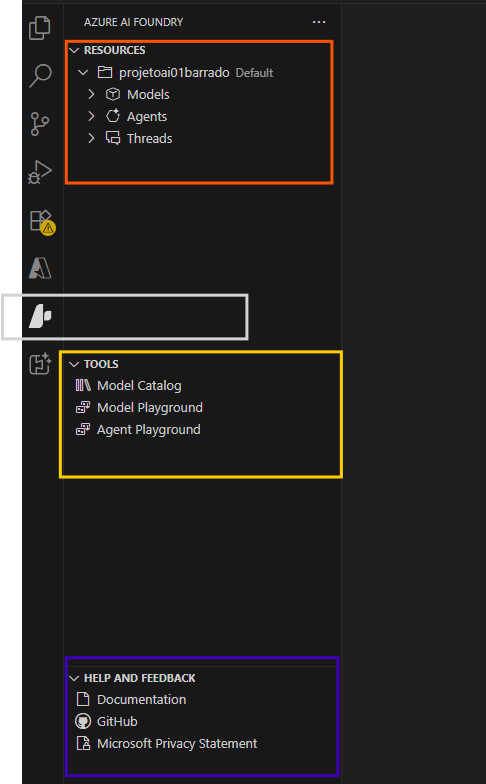 AZURE AI FOUNDRY
RESOURCES
projetoai01barrado Default
Models
Agents
Threads
TOOLS
Model Catalog
Model Playground
Agent Playground
HELP AND FEEDBACK
Documentation
GitHub
Microsoft Privacy Statement